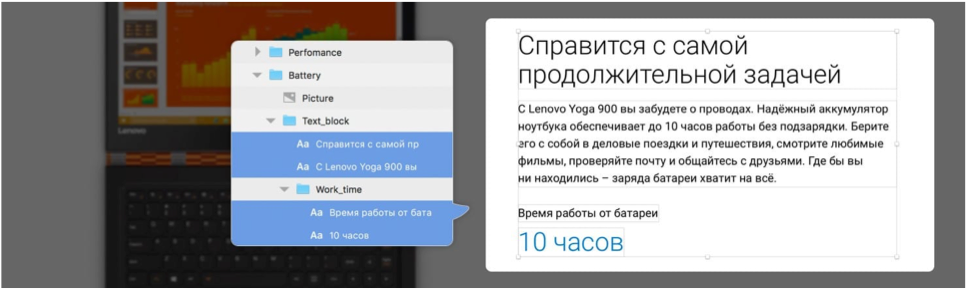 Lenovo
Perfomance
Battery
Picture
Text_block
Aa Справится с самой пр
Aa С Lenovo Yoga 900 вы
Work_time
Aa Время работы от бата
Aa 10 часов
Справится с самой
продолжительной задачей
С Lenovo Yoga 900 вы забудете о проводах. Надёжный аккумулятор
ноутбука обеспечивает до 10 часов работы без подзарядки. Берите
его с собой в деловые поездки и путешествия, смотрите любимые
фильмы, проверяйте почту и общайтесь с друзьями. Где бы вы
ни находились – заряда батареи хватит на всё.
Время работы от батареи
10 часов